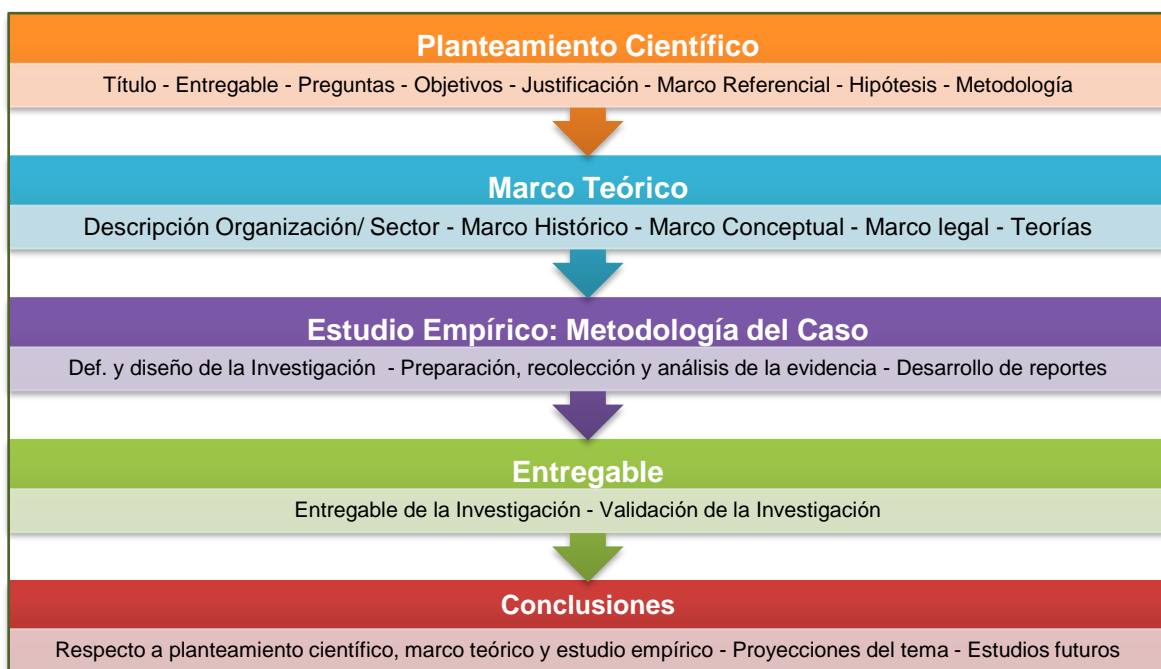 Planteamiento Científico
Título - Entregable - Preguntas - Objetivos - Justificación - Marco Referencial - Hipótesis - Metodología
Marco Teórico
Descripción Organización/ Sector - Marco Histórico - Marco Conceptual - Marco legal - Teorías
Estudio Empírico: Metodología del Caso
Def. y diseño de la Investigación - Preparación, recolección y análisis de la evidencia - Desarrollo de reportes
Entregable
Entregable de la Investigación - Validación de la Investigación
Conclusiones
Respecto a planteamiento científico, marco teórico y estudio empírico - Proyecciones del tema - Estudios futuros